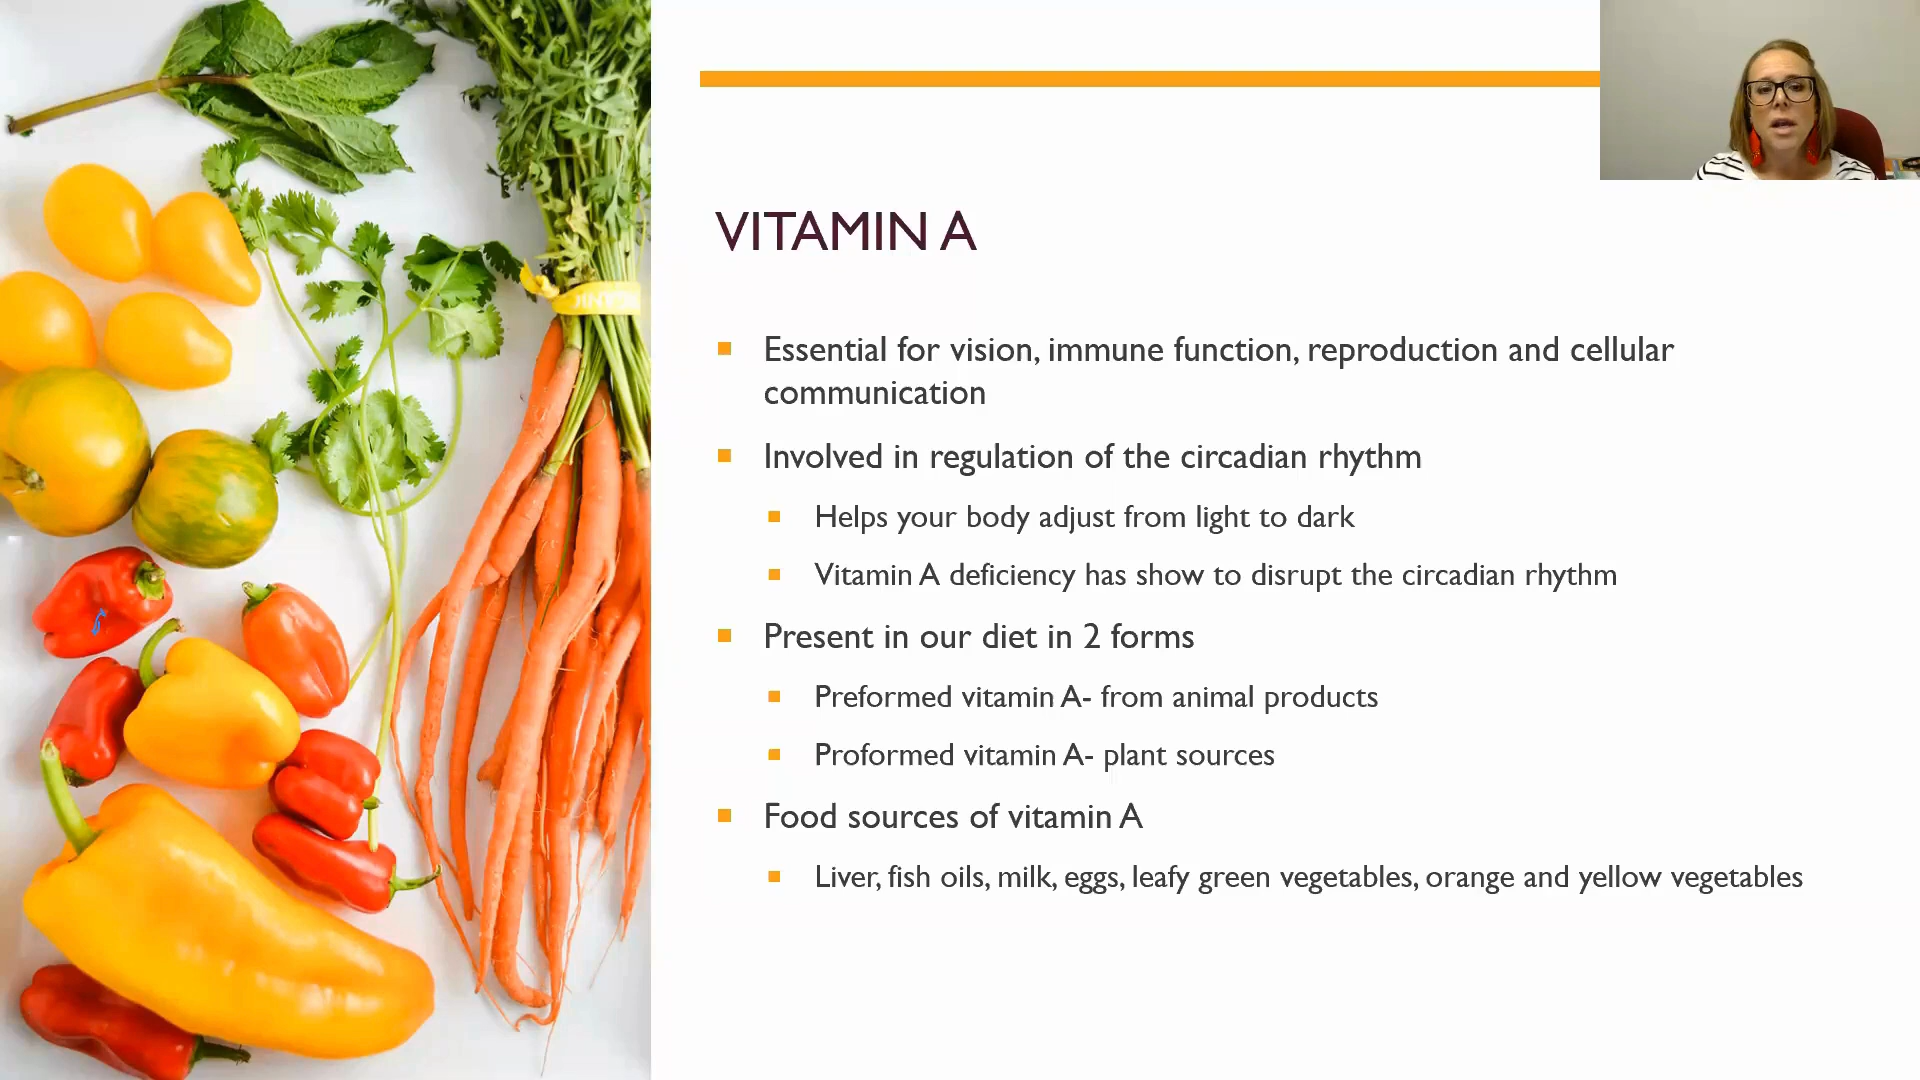 VITAMIN A
Essential for vision, immune function, reproduction and cellular
communication
Involved in regulation of the circadian rhythm
Helps your body adjust from light to dark
Vitamin A deficiency has show to disrupt the circadian rhythm
Present in our diet in 2 forms
Preformed vitamin A- from animal products
Proformed vitamin A- plant sources
Food sources of vitamin A
Liver, fish oils, milk, eggs, leafy green vegetables, orange and yellow vegetables